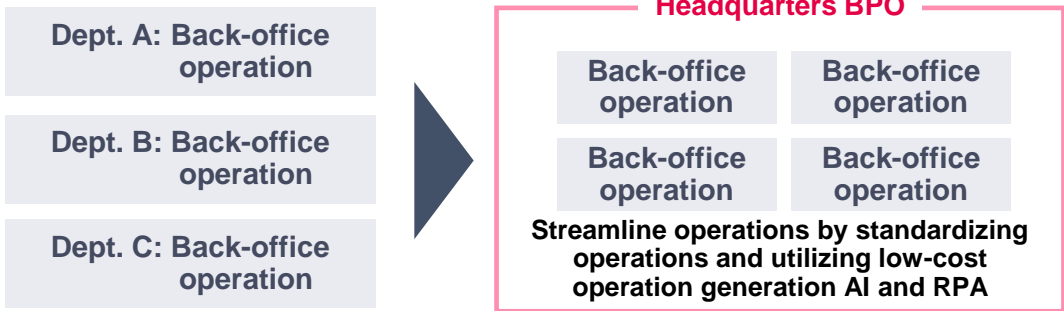 Dept. A: Back-office
operation
Dept. B: Back-office
operation
Dept. C: Back-office
operation
Headquarters BPO
Back-office
operation
Back-office
operation
Back-office
operation
Back-office
operation
Streamline operations by standardizing
operations and utilizing low-cost
operation generation AI and RPA